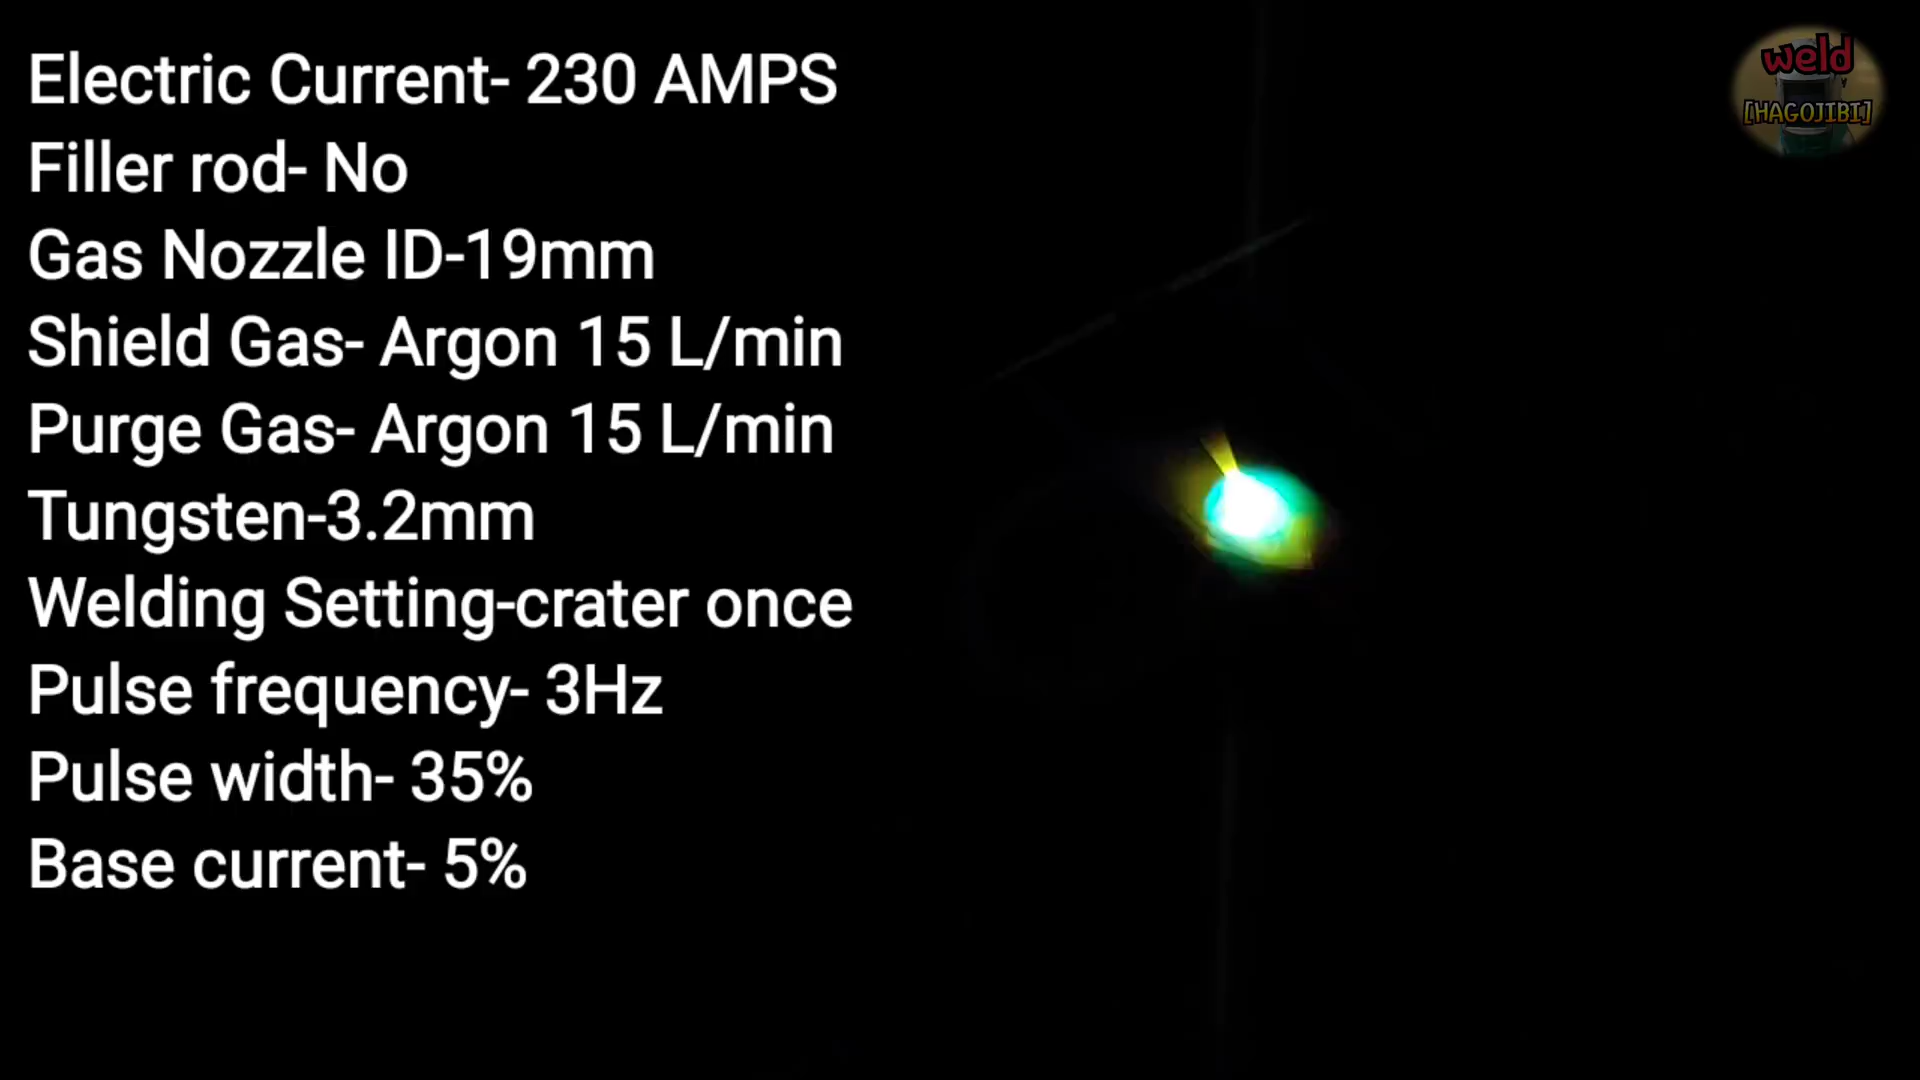 Electric Current- 230 AMPS
Filler rod- No
Gas Nozzle ID-19mm
Shield Gas- Argon 15 L/min
Purge Gas- Argon 15 L/min
Tungsten-3.2mm
Welding Setting-crater once
Pulse frequency- 3Hz
Pulse width- 35%
Base current- 5%
weld
[HAGOJIBI]